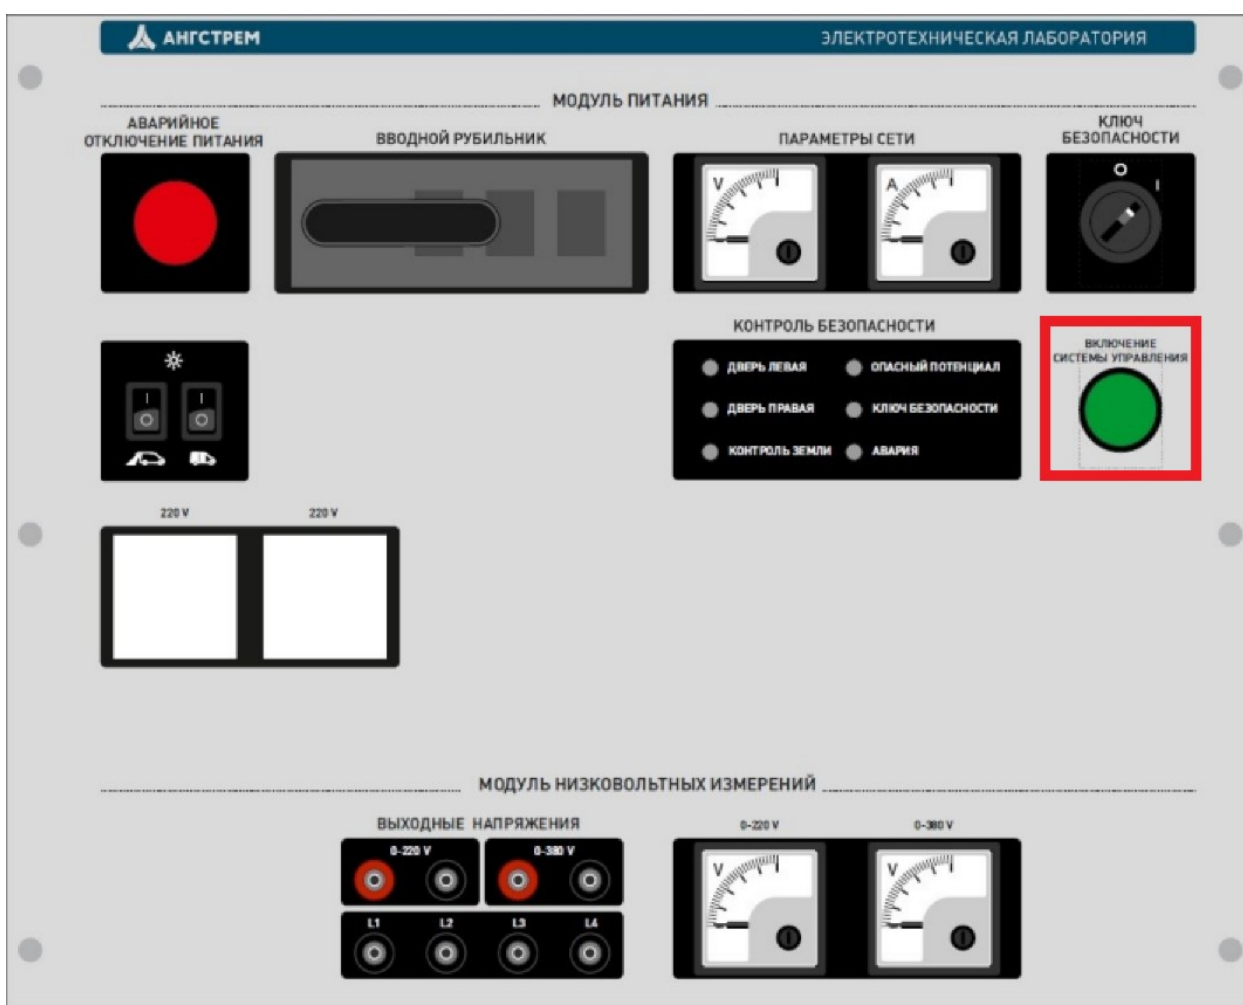 АНГСТРЕМ
ЭЛЕКТРОТЕХНИЧЕСКАЯ ЛАБОРАТОРИЯ
МОДУЛЬ ПИТАНИЯ
АВАРИЙНОЕ
ОТКЛЮЧЕНИЕ ПИТАНИЯ
ВВОДНОЙ РУБИЛЬНИК
ПАРАМЕТРЫ СЕТИ
КЛЮЧ
БЕЗОПАСНОСТИ
V
A
O
I
КОНТРОЛЬ БЕЗОПАСНОСТИ
ДВЕРЬ ЛЕВАЯ
ОПАСНЫЙ ПОТЕНЦИАЛ
ДВЕРЬ ПРАВАЯ
КЛЮЧ БЕЗОПАСНОСТИ
КОНТРОЛЬ ЗЕМЛИ
АВАРИЯ
ВКЛЮЧЕНИЕ
СИСТЕМЫ УПРАВЛЕНИЯ
I
I
O
O
220 V
220 V
МОДУЛЬ НИЗКОВОЛЬТНЫХ ИЗМЕРЕНИЙ
ВЫХОДНЫЕ НАПРЯЖЕНИЯ
0-220 V
0-380 V
L1
L2
L3
L4
0-220 V
0-380 V
V
V